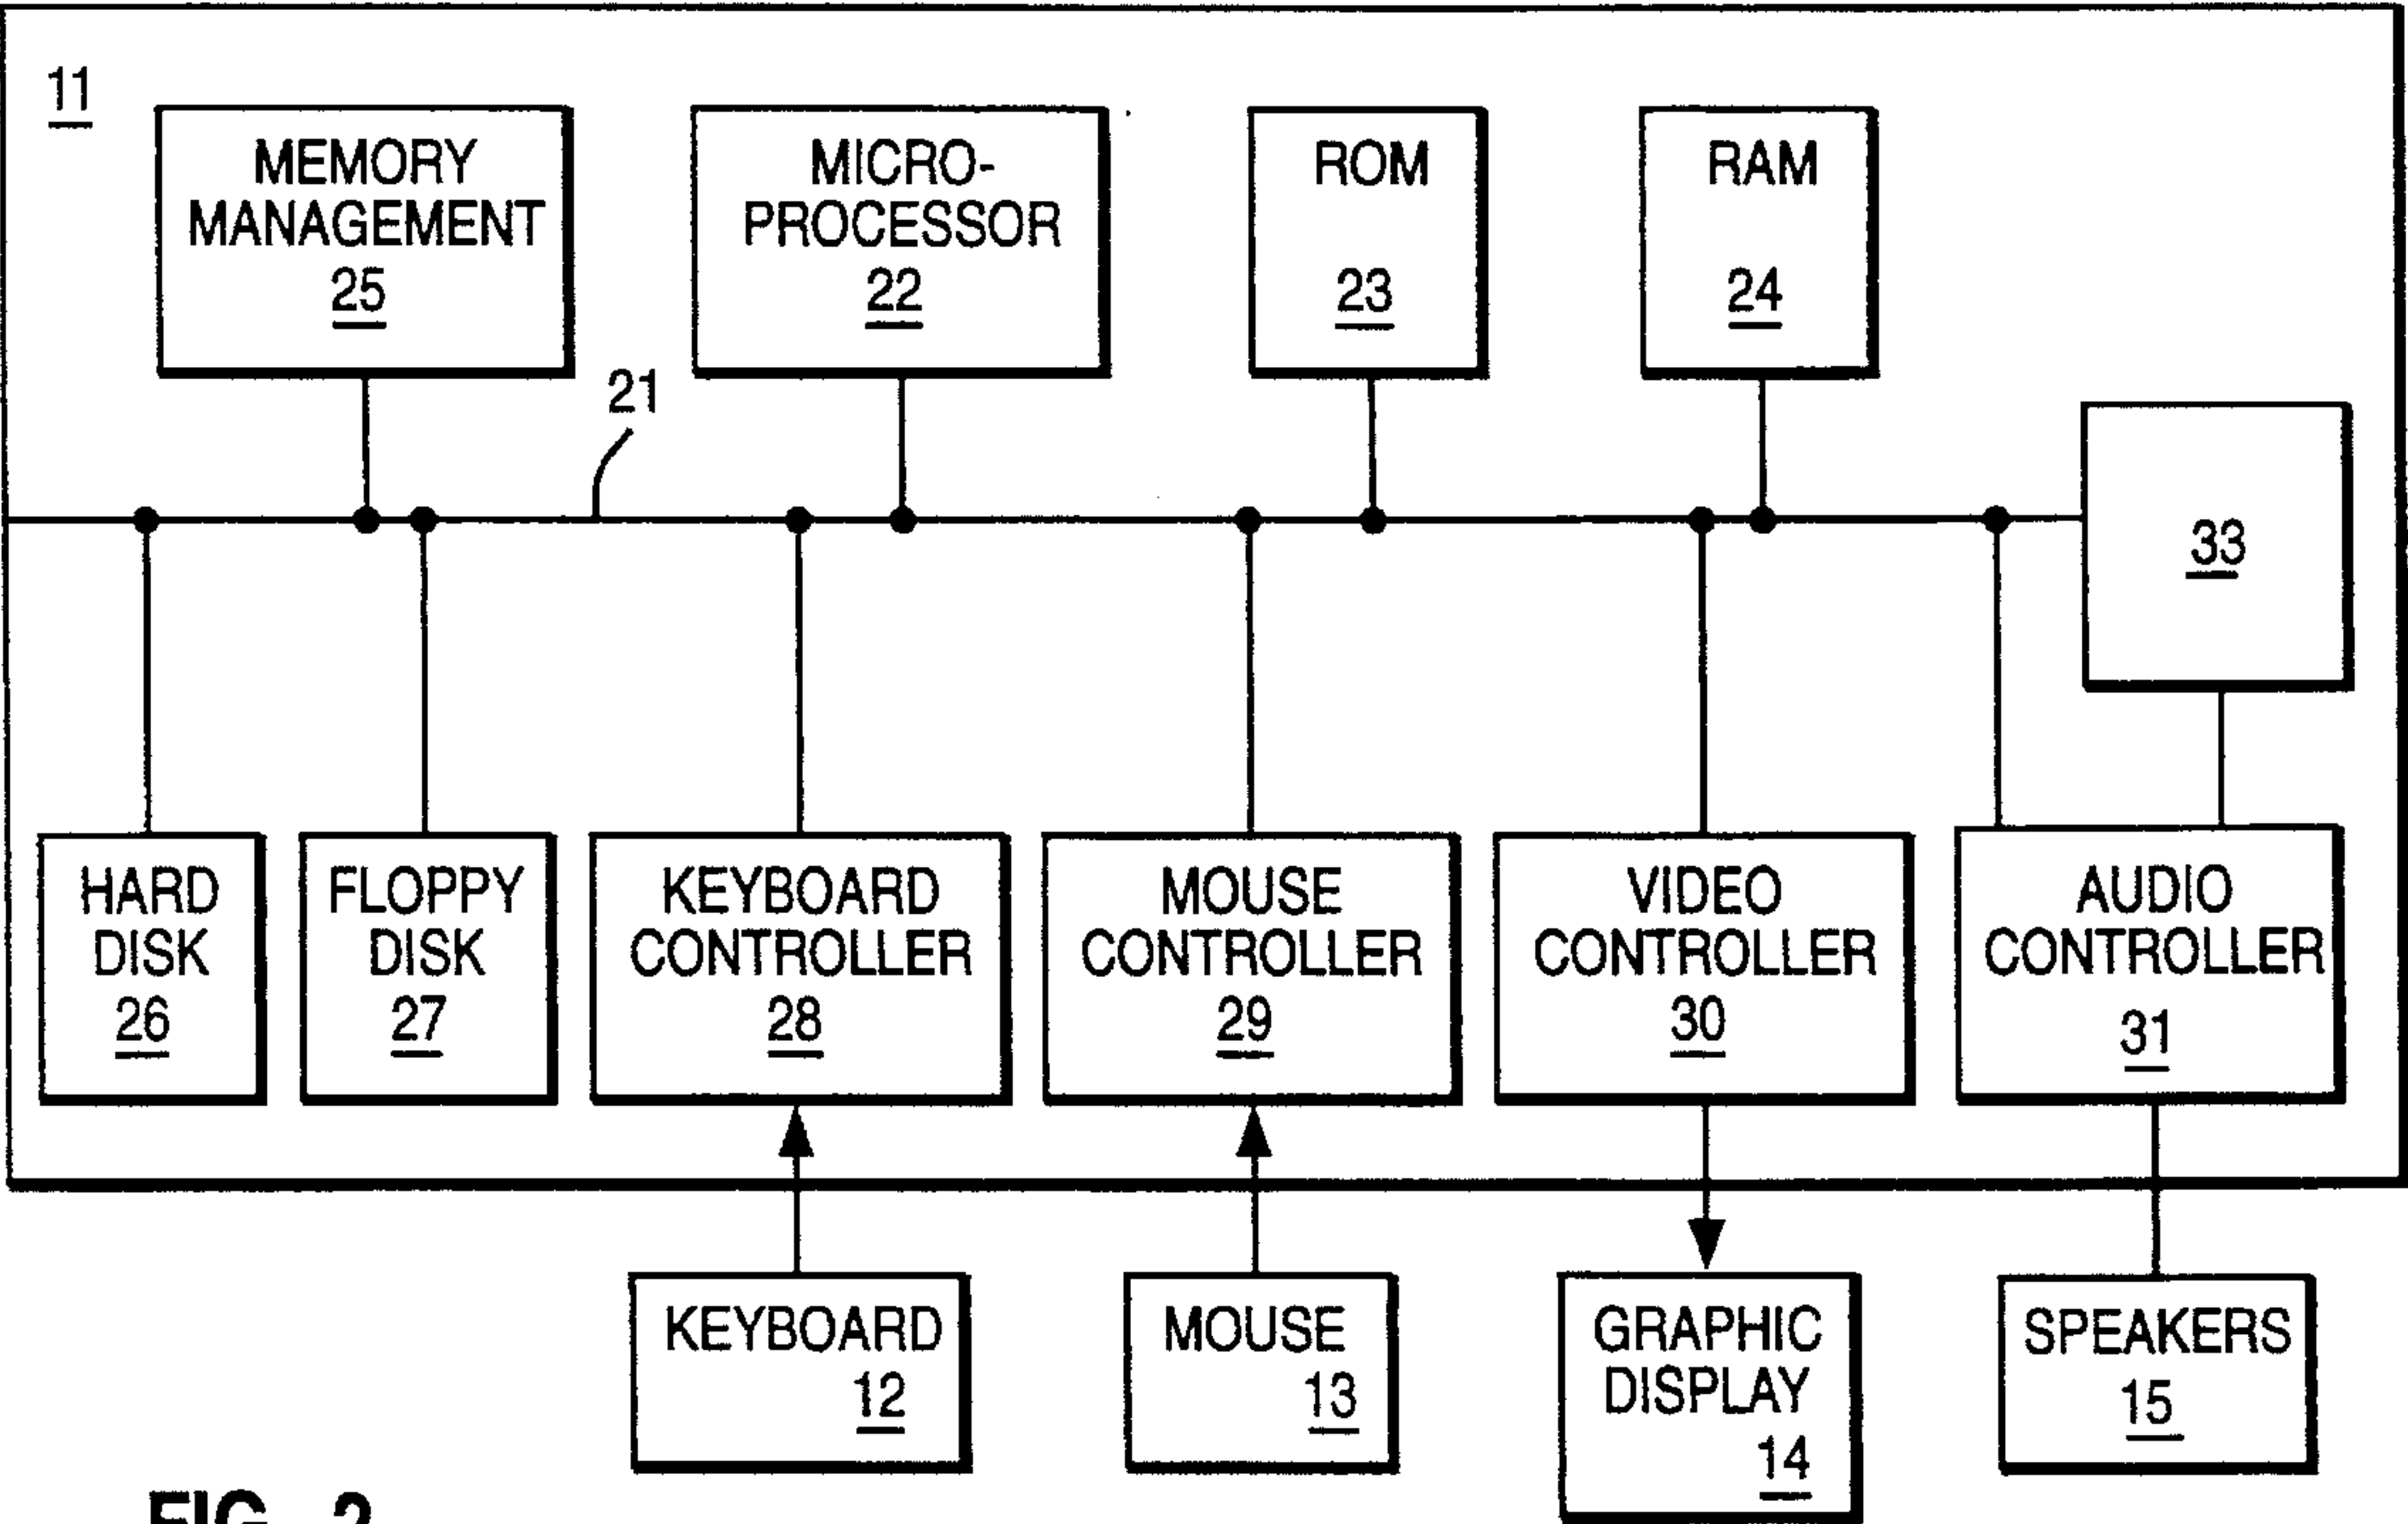 11
MEMORY
MANAGEMENT
25
MICRO-
PROCESSOR
22
ROM
23
RAM
24
21
33
HARD
DISK
26
FLOPPY
DISK
27
KEYBOARD
CONTROLLER
28
MOUSE
CONTROLLER
29
VIDEO
CONTROLLER
30
AUDIO
CONTROLLER
31
KEYBOARD
12
MOUSE
13
GRAPHIC
DISPLAY
14
SPEAKERS
15
FIG. 2